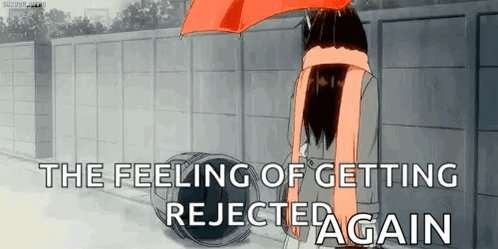 THE FEELING OF GETTING
REJECTED AGAIN